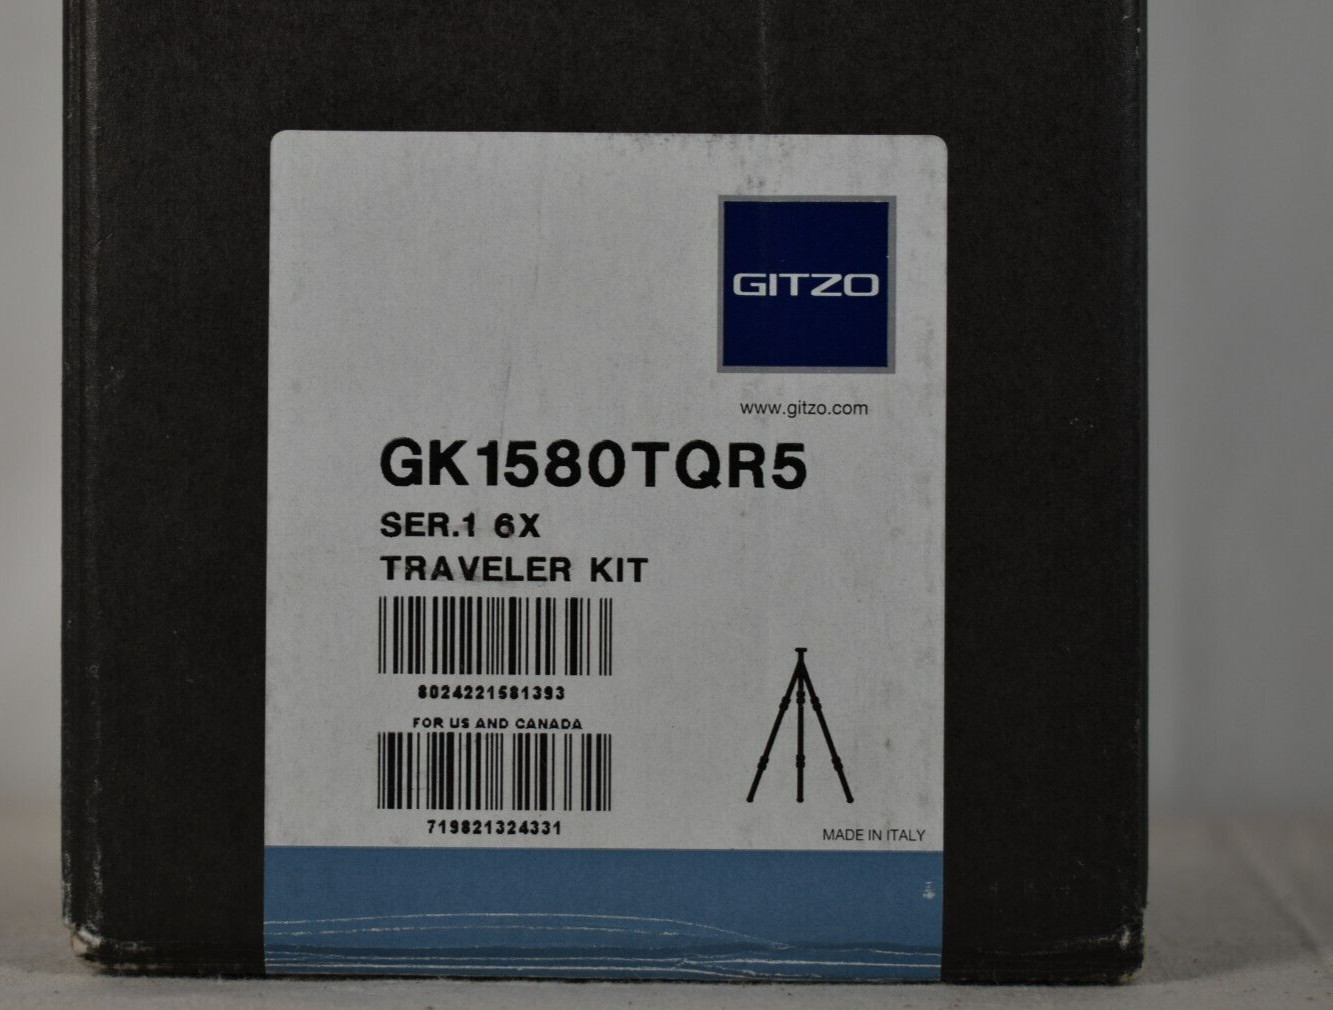 GITZO
www.gitzo.com
GK1580TQR5
SER.1 6X
TRAVELER KIT
8024221581393
FOR US AND CANADA
719821324331
MADE IN ITALY